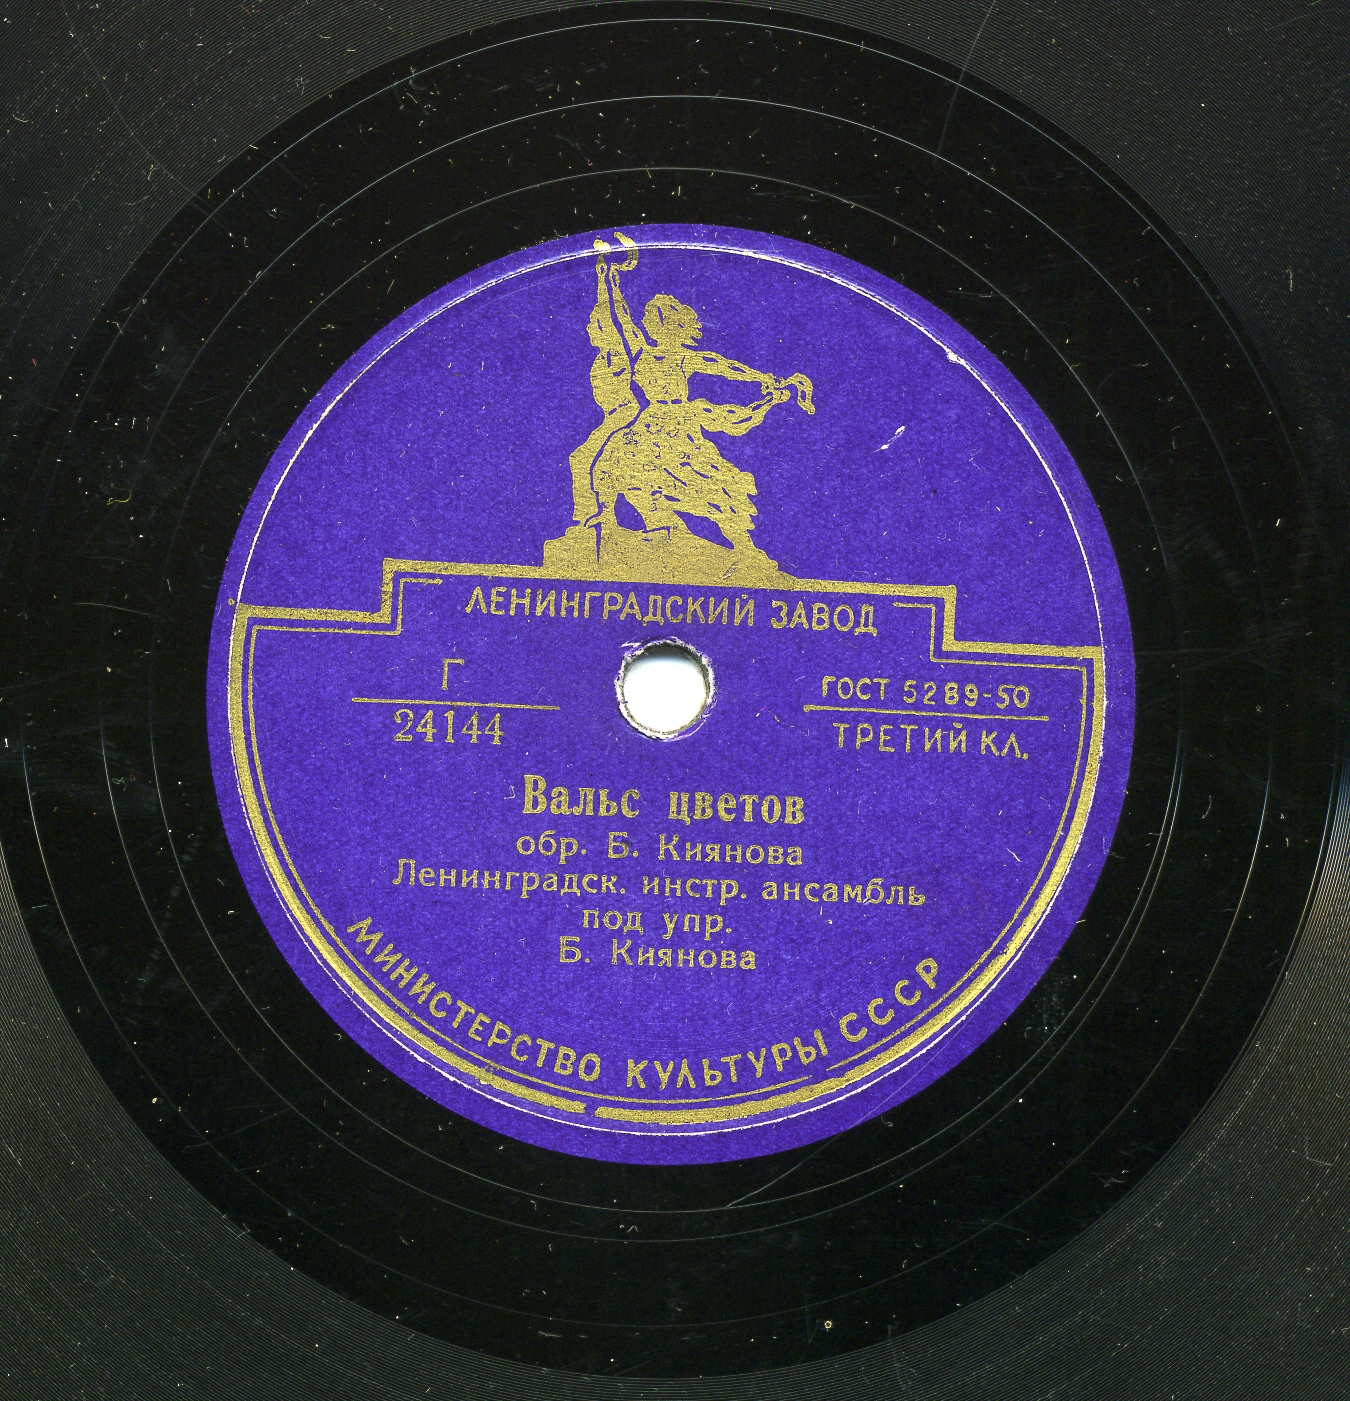 ЛЕНИНГРАДСКИЙ ЗАВОД
Г
24144
ГОСТ 5289-50
ТРЕТИЙ КЛ.
Вальс цветов
обр. Б. Киянова
Ленинградск. инстр. ансамбль
под упр.
Б. Киянова
МИНИСТЕРСТВО КУЛЬТУРЫ СССР